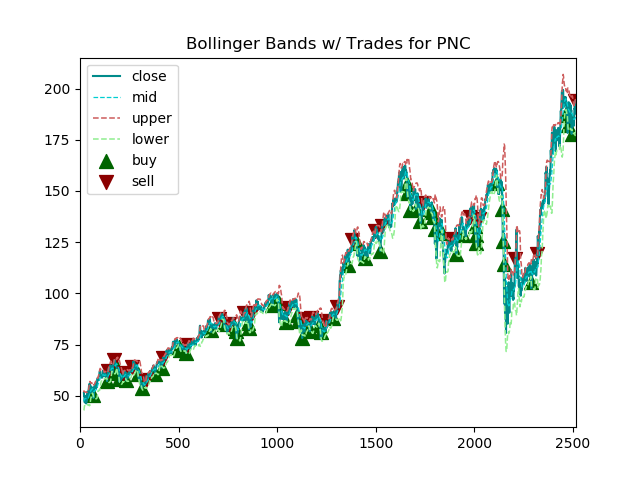 Bollinger Bands w/ Trades for PNC
close
mid
upper
lower
buy
sell
200
175
150
125
100
75
50
0 500 1000 1500 2000 2500